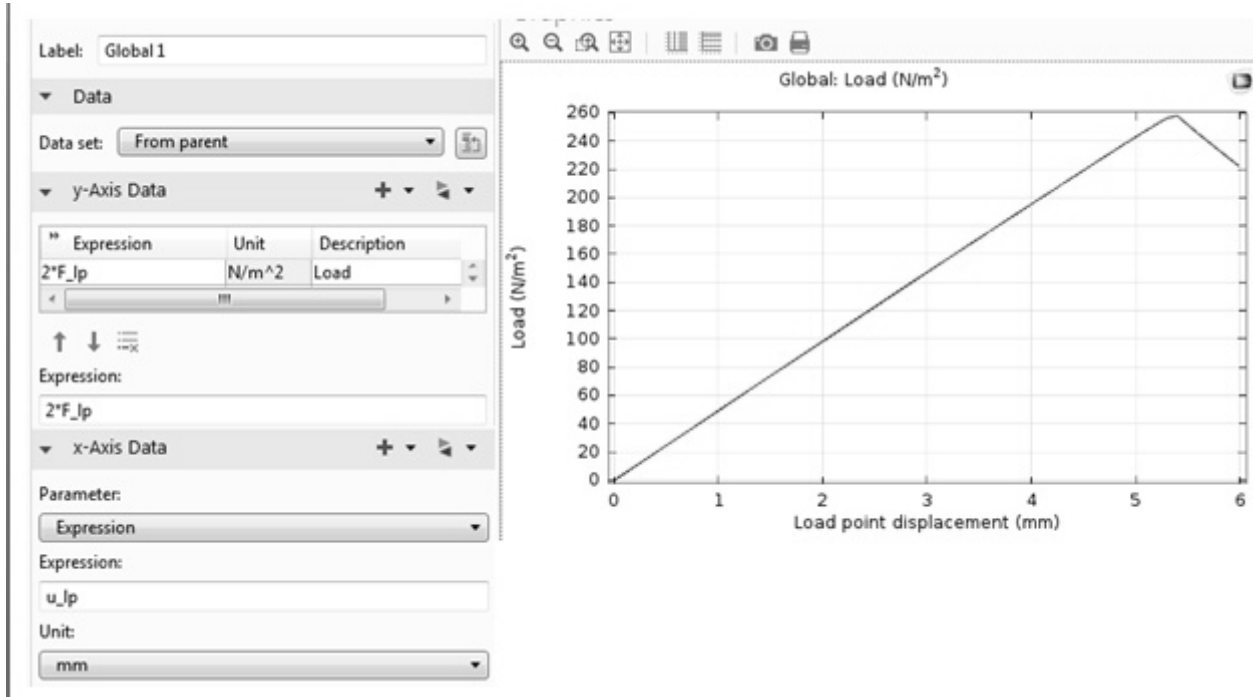 Label: Global 1
Data
Data set: From parent
y-Axis Data
Expression Unit Description
2*F_lp N/m^2 Load
Expression:
2*F_lp
x-Axis Data
Parameter:
Expression
Expression:
u_lp
Unit:
mm
Global: Load (N/m²)
260
240
220
200
180
160
140
120
100
80
60
40
20
0
Load (N/m²)
0 1 2 3 4 5 6
Load point displacement (mm)